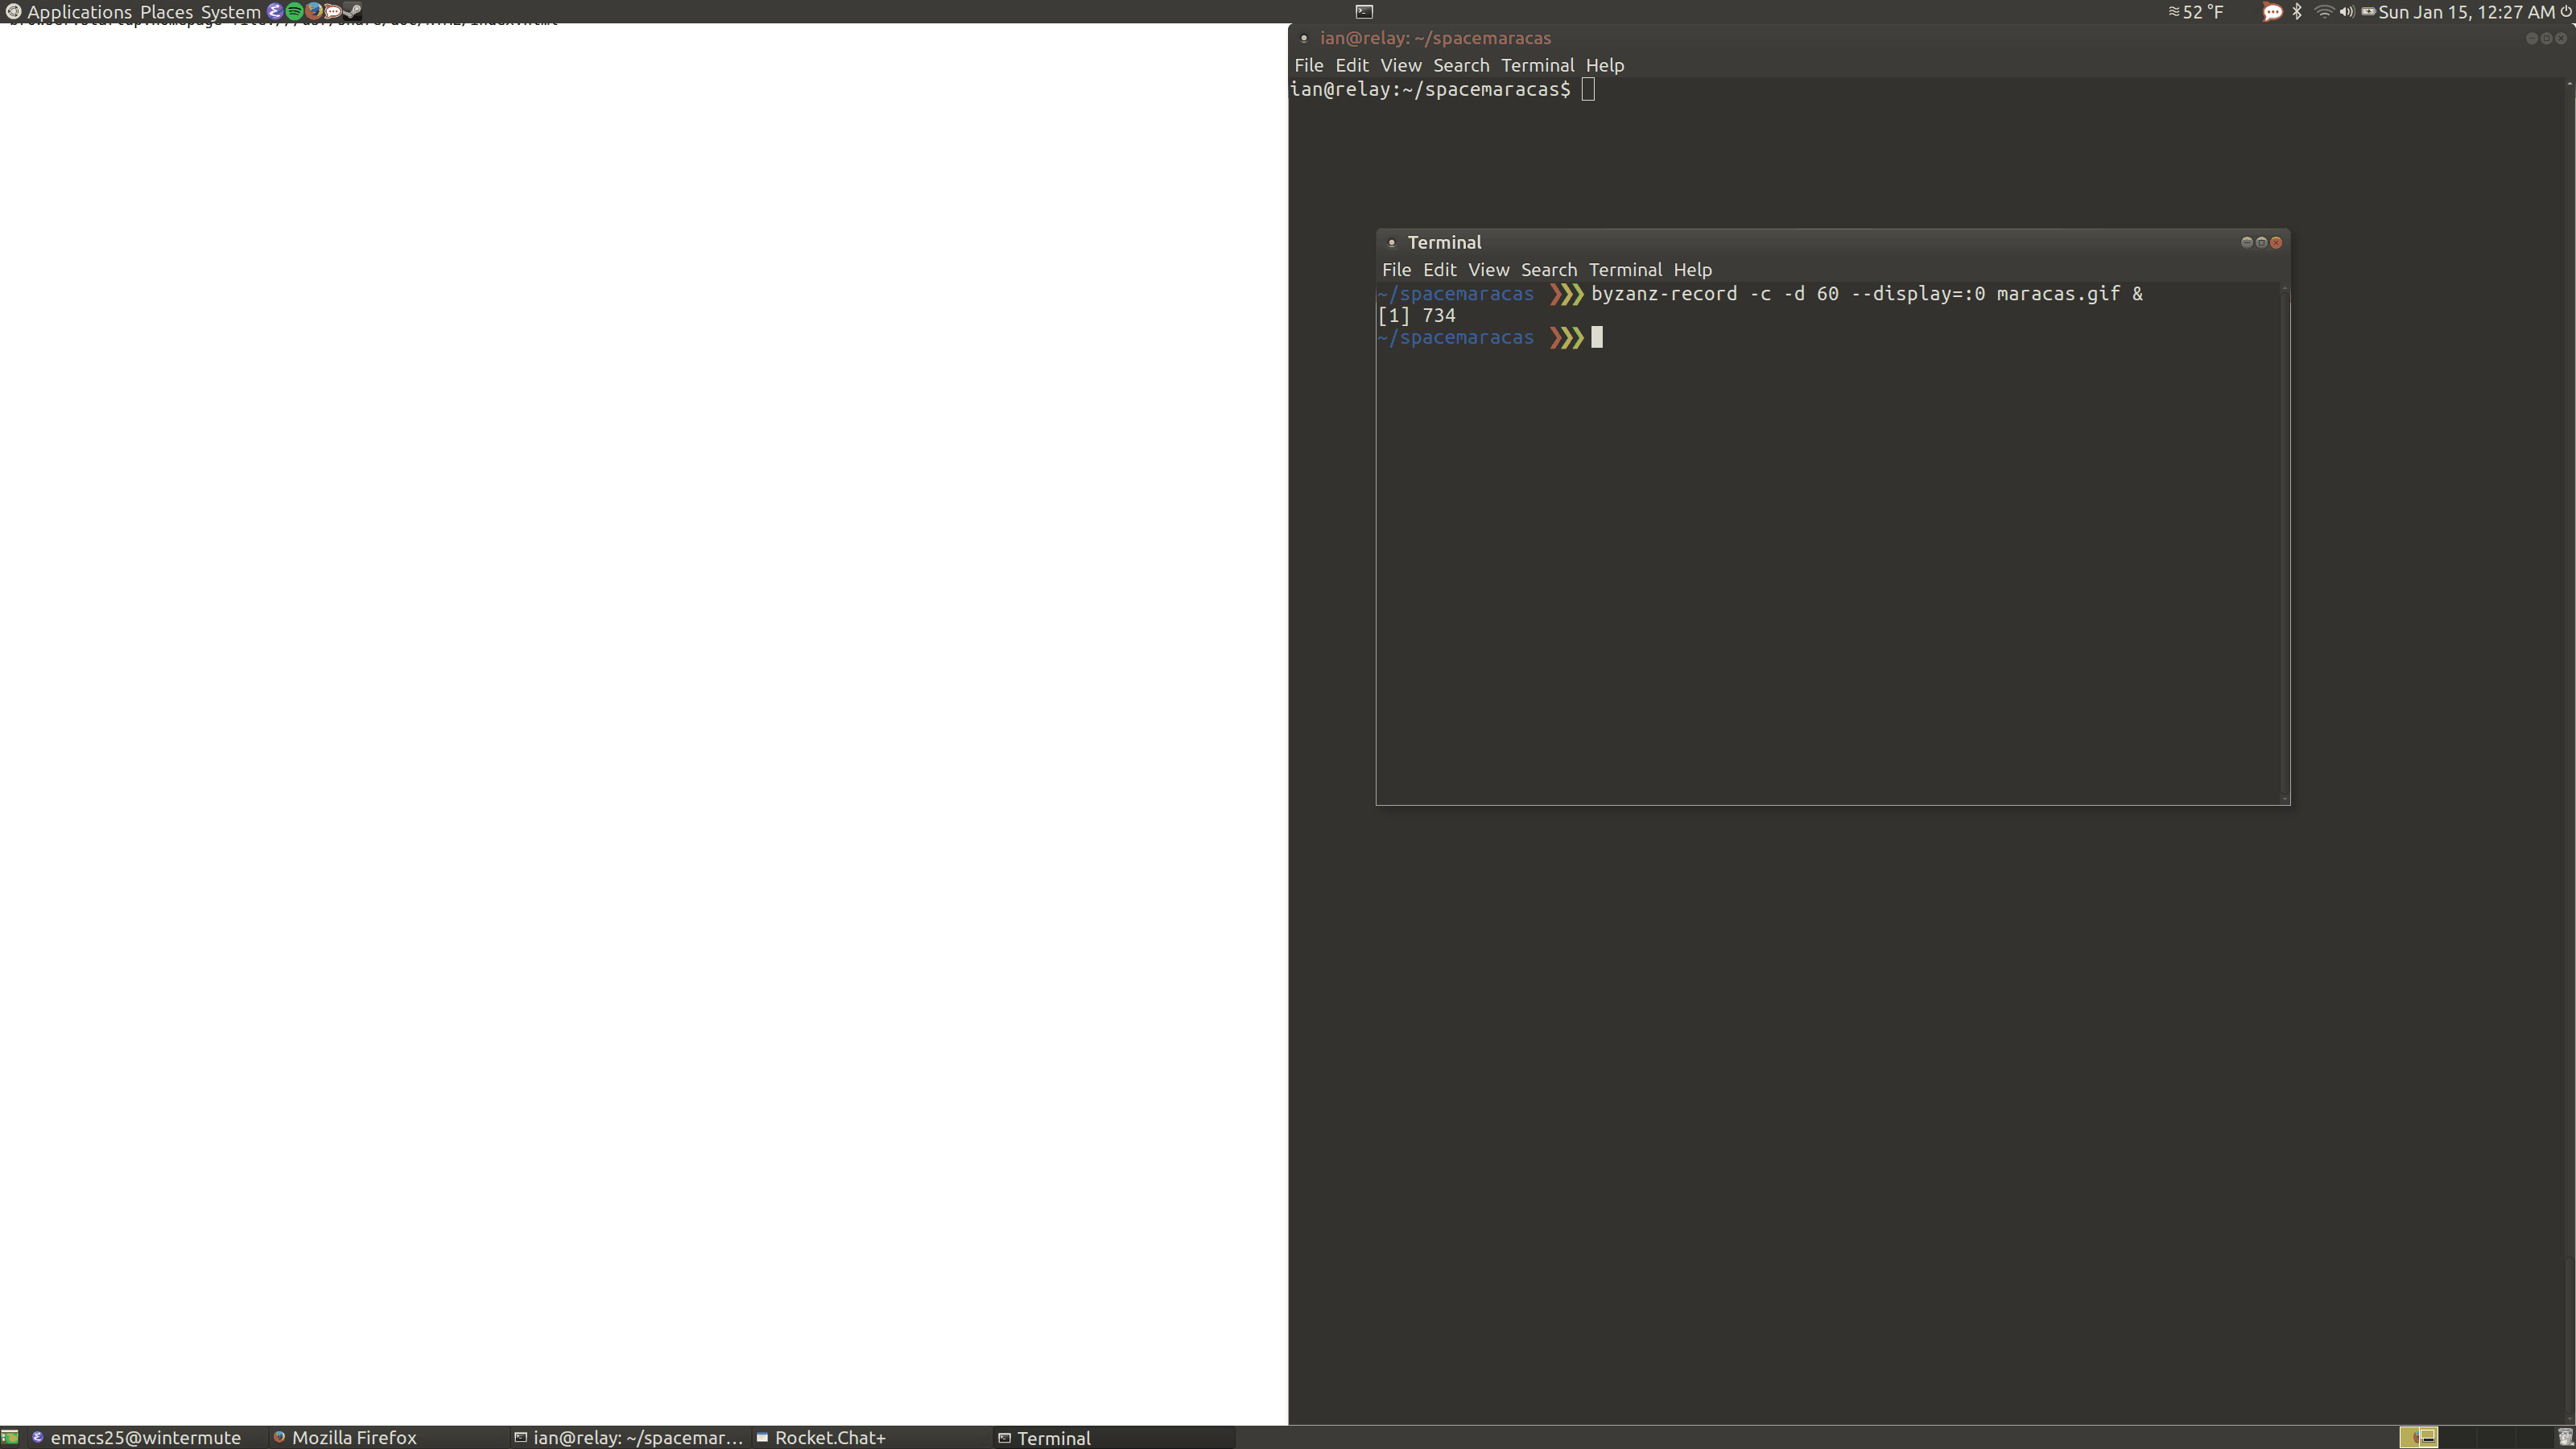 Applications Places System
52 °F
Sun Jan 15, 12:27 AM
ian@relay: ~/spacemaracas
File Edit View Search Terminal Help
ian@relay:~/spacemaracas$
Terminal
File Edit View Search Terminal Help
~/spacemaracas ❯❯❯ byzanz-record -c -d 60 --display=:0 maracas.gif &
[1] 734
~/spacemaracas ❯❯❯
emacs25@wintermute
Mozilla Firefox
ian@relay: ~/spacemar...
Rocket.Chat+
Terminal